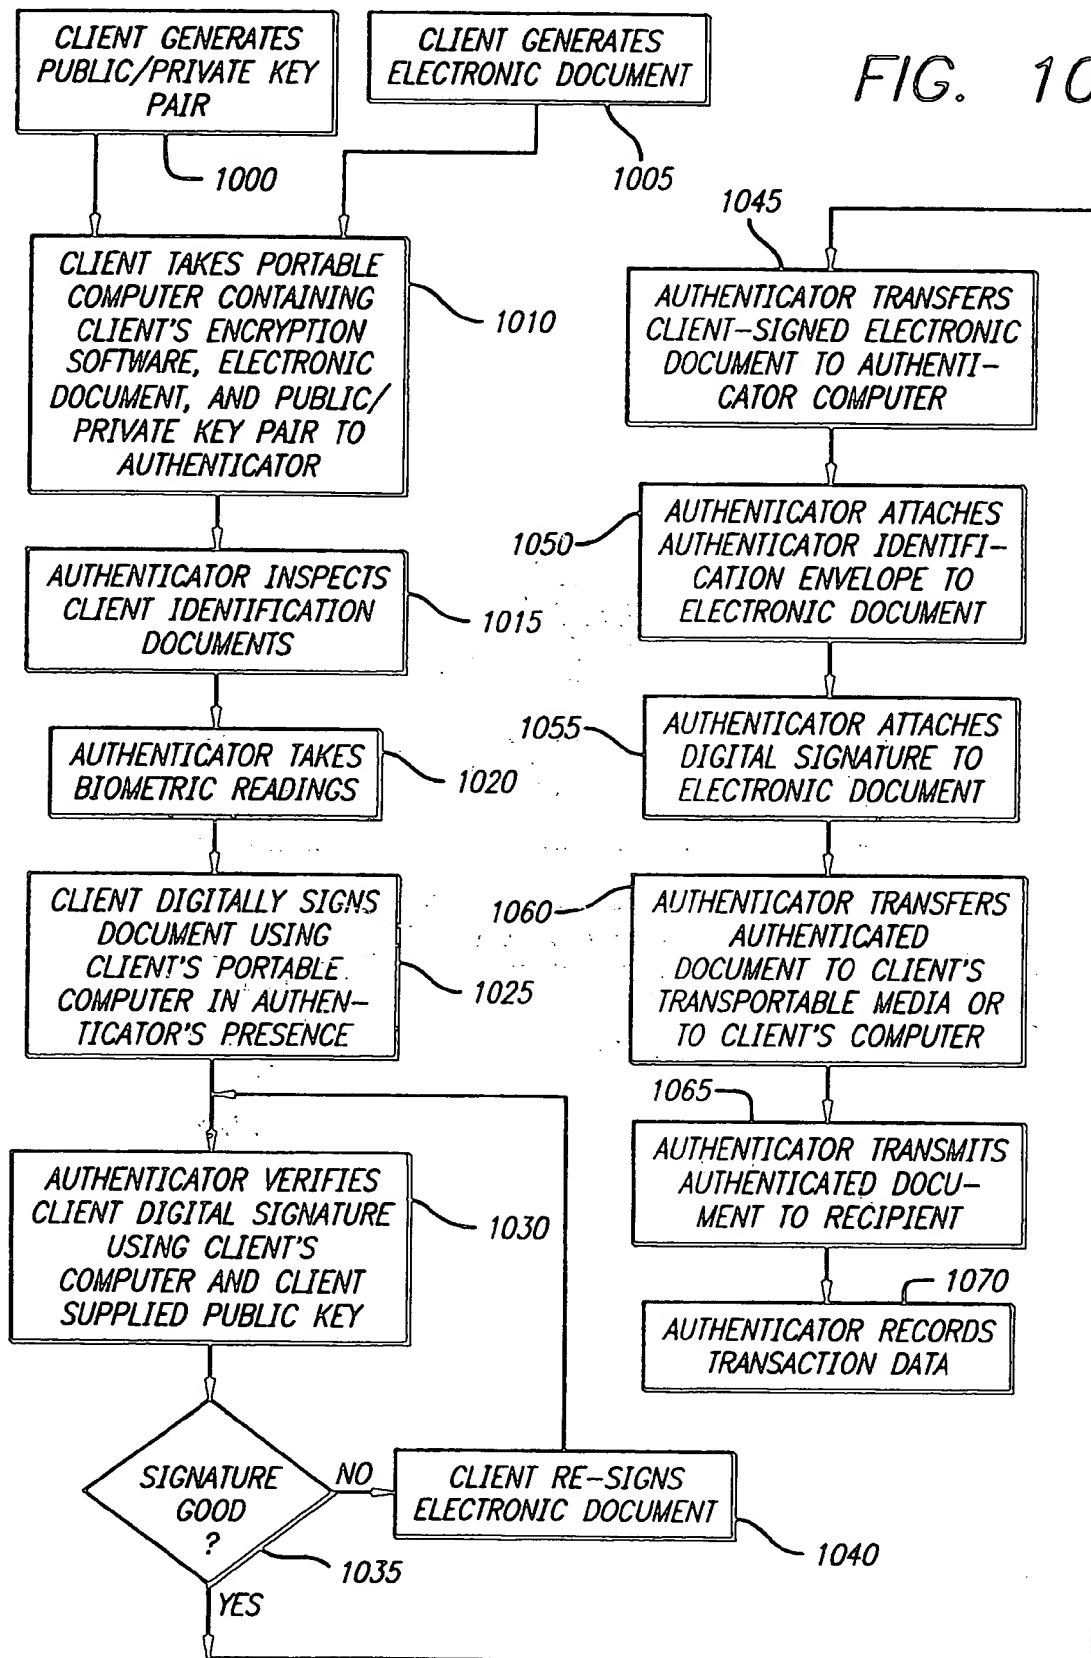 CLIENT GENERATES
PUBLIC/PRIVATE KEY
PAIR
1000
CLIENT GENERATES
ELECTRONIC DOCUMENT
1005
FIG. 10
CLIENT TAKES PORTABLE
COMPUTER CONTAINING
CLIENT'S ENCRYPTION
SOFTWARE, ELECTRONIC
DOCUMENT, AND PUBLIC/
PRIVATE KEY PAIR TO
AUTHENTICATOR
1010
AUTHENTICATOR INSPECTS
CLIENT IDENTIFICATION
DOCUMENTS
1015
AUTHENTICATOR TAKES
BIOMETRIC READINGS
1020
CLIENT DIGITALLY SIGNS
DOCUMENT USING
CLIENT'S PORTABLE
COMPUTER IN AUTHEN-
TICATOR'S PRESENCE
1025
AUTHENTICATOR VERIFIES
CLIENT DIGITAL SIGNATURE
USING CLIENT'S
COMPUTER AND CLIENT
SUPPLIED PUBLIC KEY
1030
SIGNATURE
GOOD
?
1035
NO
YES
CLIENT RE-SIGNS
ELECTRONIC DOCUMENT
1040
1045
AUTHENTICATOR TRANSFERS
CLIENT-SIGNED ELECTRONIC
DOCUMENT TO AUTHENTI-
CATOR COMPUTER
1050
AUTHENTICATOR ATTACHES
AUTHENTICATOR IDENTIFI-
CATION ENVELOPE TO
ELECTRONIC DOCUMENT
1055
AUTHENTICATOR ATTACHES
DIGITAL SIGNATURE TO
ELECTRONIC DOCUMENT
1060
AUTHENTICATOR TRANSFERS
AUTHENTICATED
DOCUMENT TO CLIENT'S
TRANSPORTABLE MEDIA OR
TO CLIENT'S COMPUTER
1065
AUTHENTICATOR TRANSMITS
AUTHENTICATED DOCU-
MENT TO RECIPIENT
1070
AUTHENTICATOR RECORDS
TRANSACTION DATA